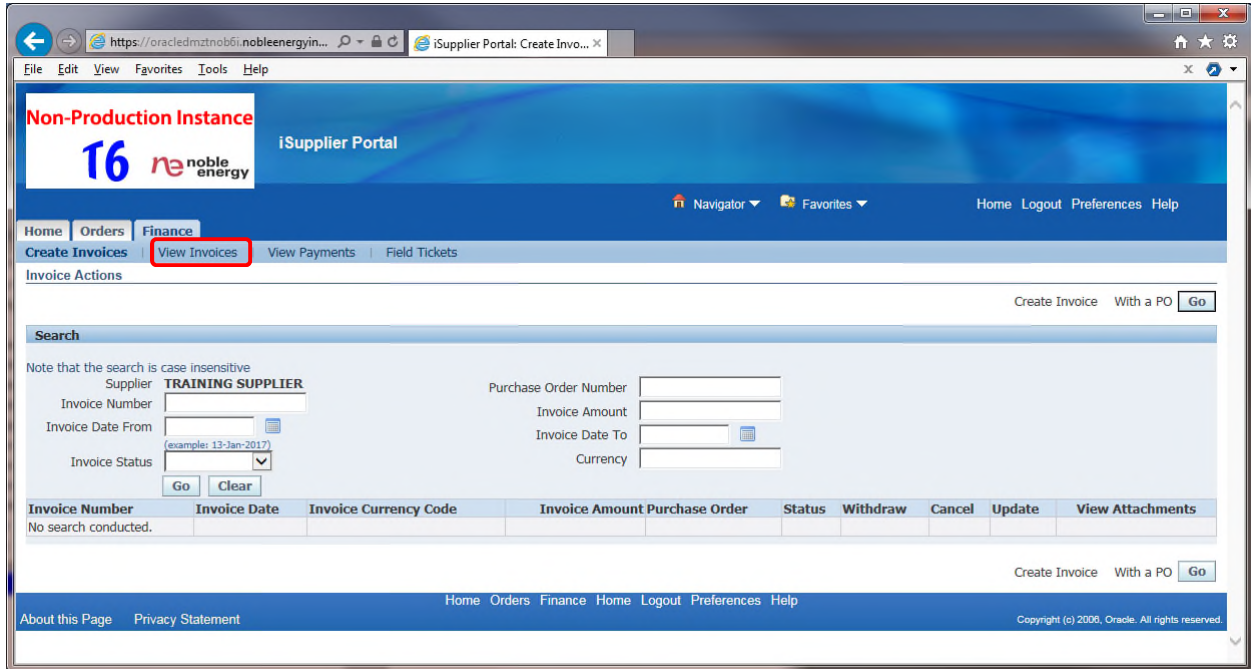 https://oracledmztnob6i.nobleenergyin... iSupplier Portal: Create Invo...
File Edit View Favorites Tools Help
Non-Production Instance
T6 ne noble energy
iSupplier Portal
Navigator Favorites Home Logout Preferences Help
Home Orders Finance
Create Invoices | View Invoices | View Payments | Field Tickets
Invoice Actions
Create Invoice With a PO Go
Search
Note that the search is case insensitive
Supplier TRAINING SUPPLIER
Purchase Order Number
Invoice Number
Invoice Amount
Invoice Date From
Invoice Date To
(example: 13-Jan-2017)
Invoice Status
Currency
Go Clear
Invoice Number Invoice Date Invoice Currency Code Invoice Amount Purchase Order Status Withdraw Cancel Update View Attachments
No search conducted.
Create Invoice With a PO Go
Home Orders Finance Home Logout Preferences Help
About this Page Privacy Statement Copyright (c) 2006, Oracle. All rights reserved.